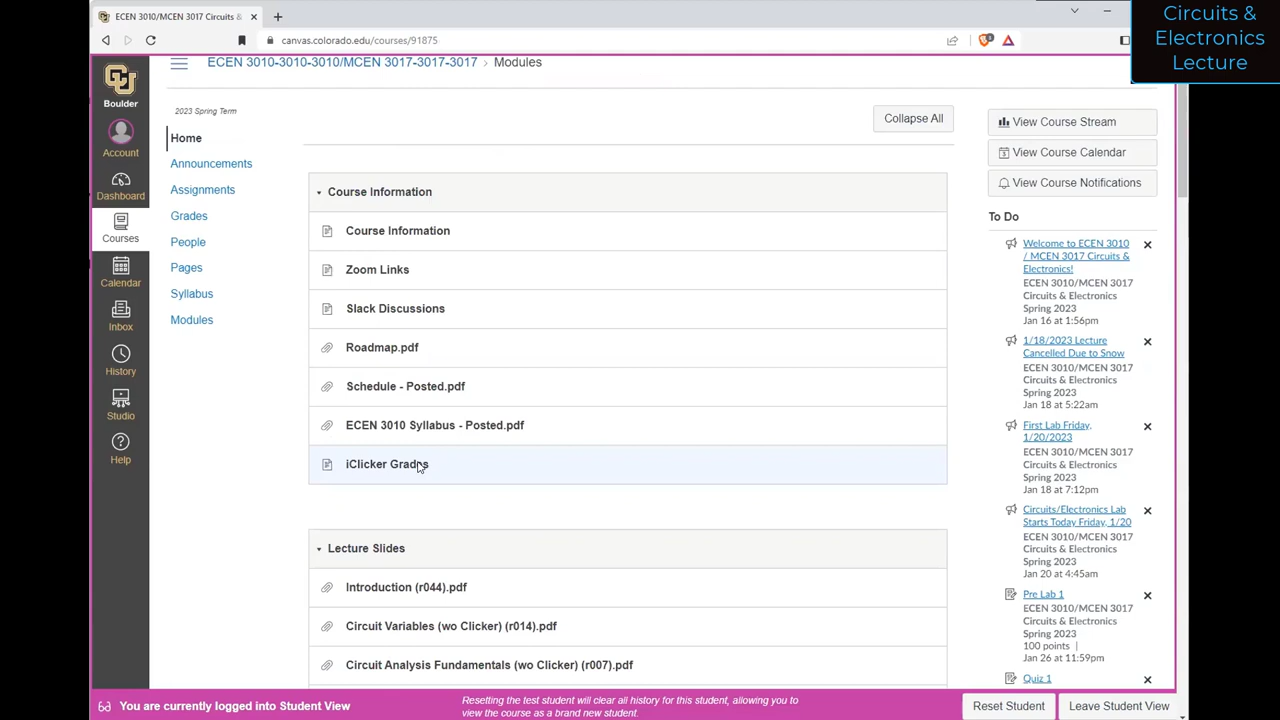 ECEN 3010/MCEN 3017 Circuits &
canvas.colorado.edu/courses/91875
Circuits &
Electronics
Lecture
ECEN 3010-3010-3010/MCEN 3017-3017-3017 › Modules
Boulder
Account
Dashboard
Courses
Calendar
Inbox
History
Studio
Help
2023 Spring Term
Home
Announcements
Assignments
Grades
People
Pages
Syllabus
Modules
Collapse All
Course Information
Course Information
Zoom Links
Slack Discussions
Roadmap.pdf
Schedule - Posted.pdf
ECEN 3010 Syllabus - Posted.pdf
iClicker Grades
Lecture Slides
Introduction (r044).pdf
Circuit Variables (wo Clicker) (r014).pdf
Circuit Analysis Fundamentals (wo Clicker) (r007).pdf
View Course Stream
View Course Calendar
View Course Notifications
To Do
Welcome to ECEN 3010
/ MCEN 3017 Circuits &
Electronics!
ECEN 3010/MCEN 3017
Circuits & Electronics
Spring 2023
Jan 16 at 1:56pm
1/18/2023 Lecture
Cancelled Due to Snow
ECEN 3010/MCEN 3017
Circuits & Electronics
Spring 2023
Jan 18 at 5:22am
First Lab Friday,
1/20/2023
ECEN 3010/MCEN 3017
Circuits & Electronics
Spring 2023
Jan 18 at 7:12pm
Circuits/Electronics Lab
Starts Today Friday, 1/20
ECEN 3010/MCEN 3017
Circuits & Electronics
Spring 2023
Jan 20 at 4:45am
Pre Lab 1
ECEN 3010/MCEN 3017
Circuits & Electronics
Spring 2023
100 points |
Jan 26 at 11:59pm
Quiz 1
You are currently logged into Student View
Resetting the test student will clear all history for this student, allowing you to
view the course as a brand new student.
Reset Student
Leave Student View